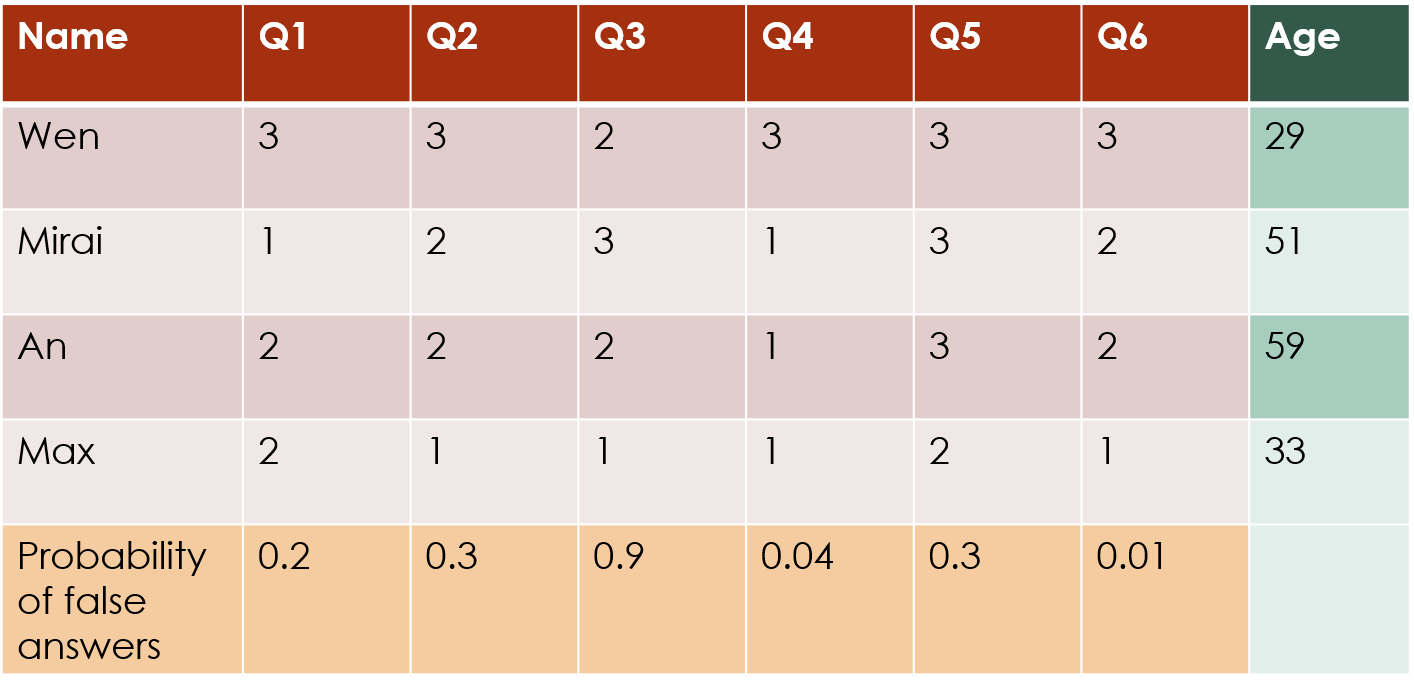 Name Q1 Q2 Q3 Q4 Q5 Q6 Age
Wen 3 3 2 3 3 3 29
Mirai 1 2 3 1 3 2 51
An 2 2 2 1 3 2 59
Max 2 1 1 1 2 1 33
Probability 0.2 0.3 0.9 0.04 0.3 0.01
of false
answers